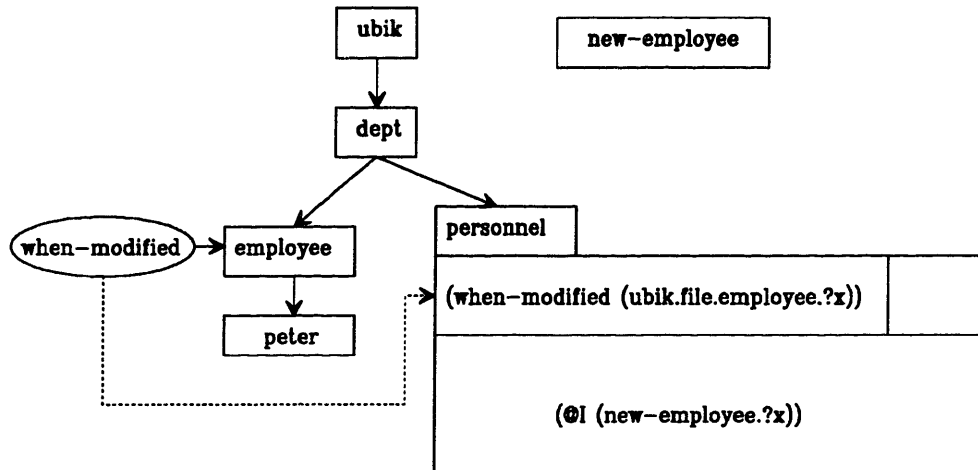 ubik
new-employee
dept
personnel
when-modified
employee
(when-modified (ubik.file.employee.?x))
peter
(@I (new-employee.?x))